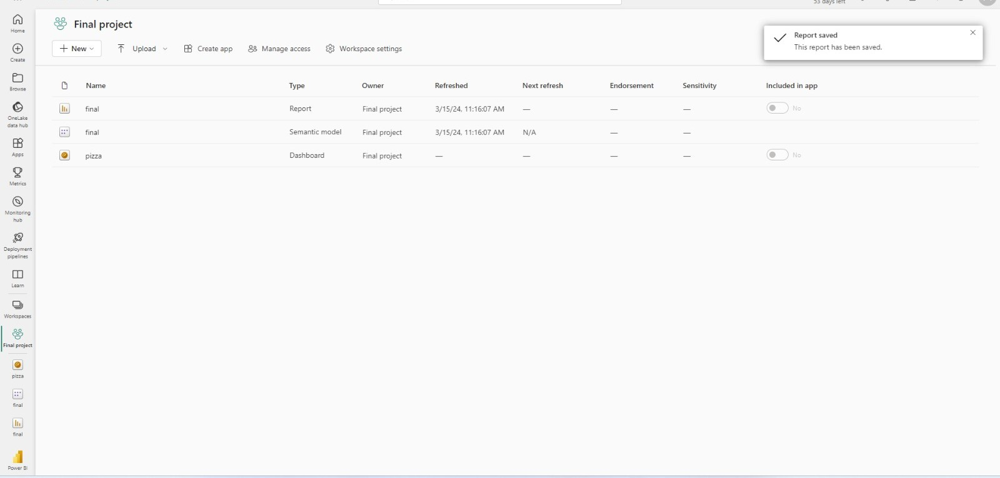 53 days left
Home
Create
Browse
OneLake
data hub
Apps
Metrics
Monitoring
hub
Deployment
pipelines
Learn
Workspaces
Final project
pizza
final
final
Power BI
Final project
New
Upload
Create app
Manage access
Workspace settings
Report saved
This report has been saved.
Name Type Owner Refreshed Next refresh Endorsement Sensitivity Included in app
final Report Final project 3/15/24, 11:16:07 AM — — — No
final Semantic model Final project 3/15/24, 11:16:07 AM N/A — —
pizza Dashboard Final project — — — — No